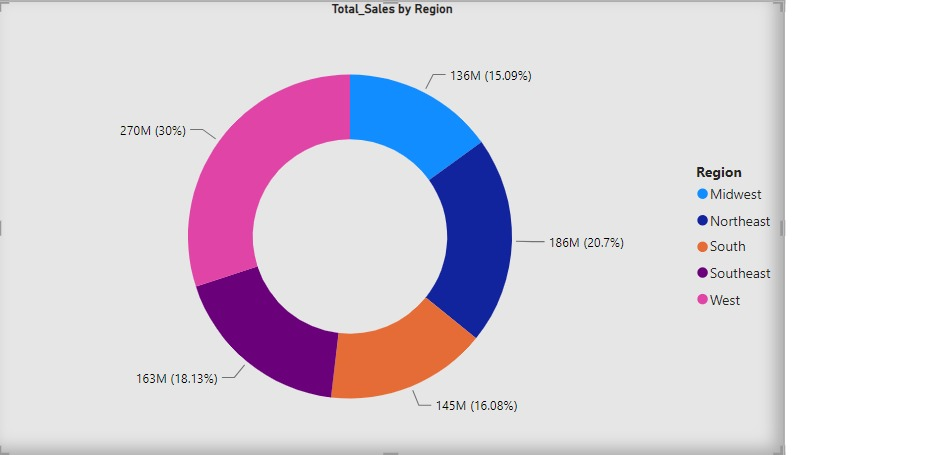 Total_Sales by Region
136M (15.09%)
270M (30%)
186M (20.7%)
163M (18.13%)
145M (16.08%)
Region
Midwest
Northeast
South
Southeast
West